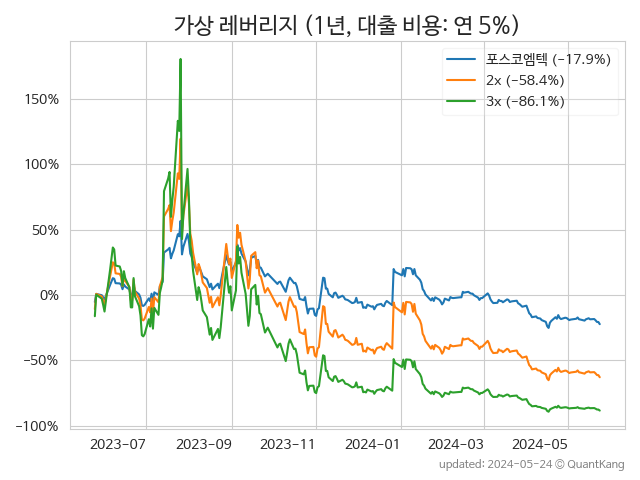 가상 레버리지 (1년, 대출 비용: 연 5%)
포스코엠텍 (−17.9%)
2x (−58.4%)
3x (−86.1%)
150%
100%
50%
0%
−50%
−100%
2023−07 2023−09 2023−11 2024−01 2024−03 2024−05
updated: 2024-05-24 © QuantKang